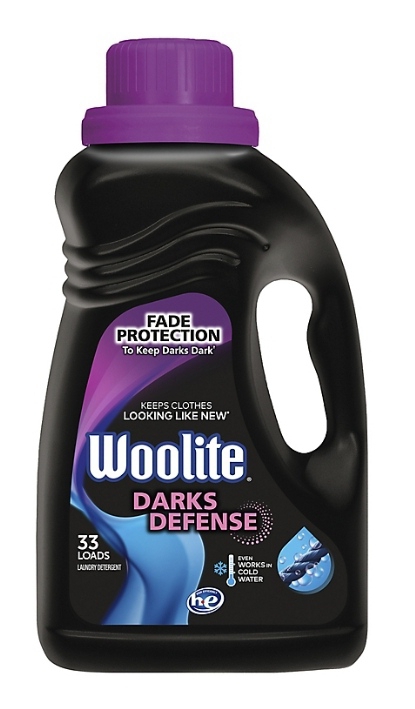 FADE
PROTECTION
To Keep Darks Dark*
KEEPS CLOTHES
LOOKING LIKE NEW*
Woolite®
DARKS
DEFENSE
33
LOADS
LAUNDRY DETERGENT
EVEN
WORKS IN
COLD
WATER
he